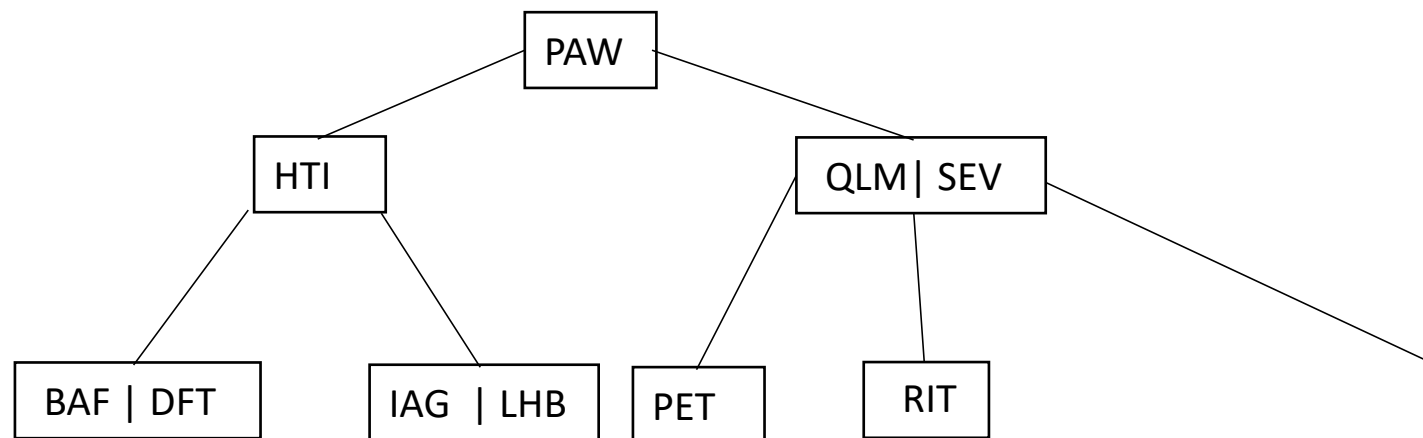 PAW
HTI
QLM| SEV
BAF | DFT
IAG | LHB
PET
RIT